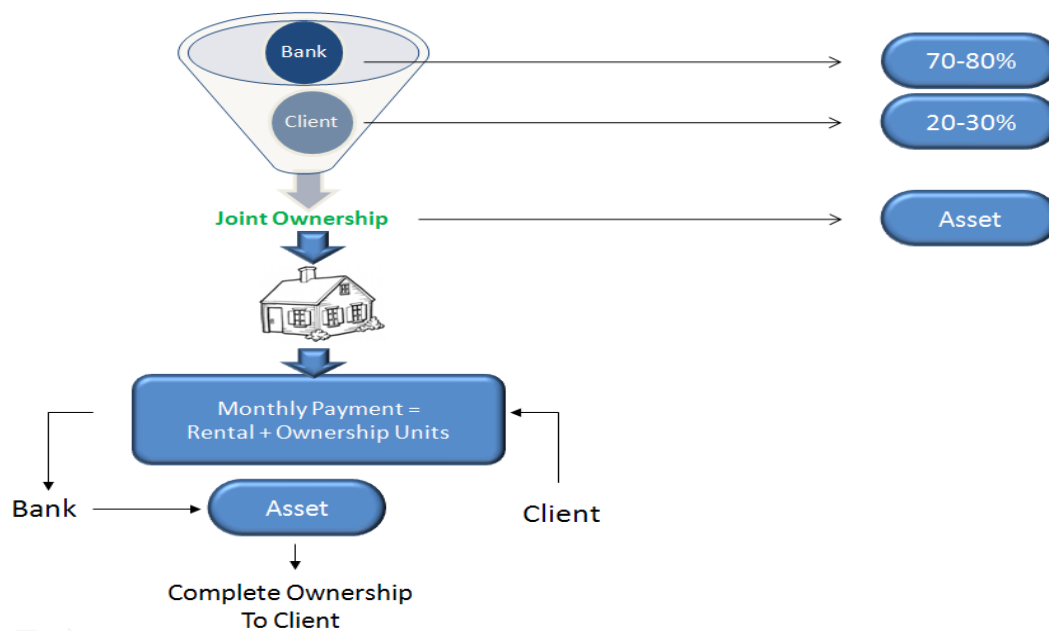 Bank
70-80%
Client
20-30%
Joint Ownership
Asset
Monthly Payment =
Rental + Ownership Units
Bank
Asset
Client
Complete Ownership
To Client